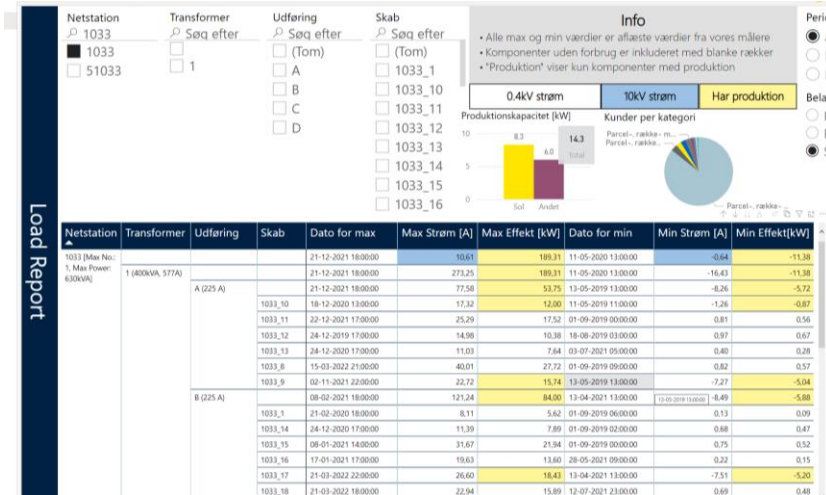 Netstation Transformer Udføring Skab
1033 Søg efter Søg efter Søg efter
1033 (Tom) (Tom)
51033 1 A 1033_1
B 1033_10
C 1033_11
D 1033_12
1033_13
1033_14
1033_15
1033_16
Info
• Alle max og min værdier er aflæste værdier fra vores målere
• Komponenter uden forbrug er inkluderet med blanke rækker
• "Produktion" viser kun komponenter med produktion
0.4kV strøm 10kV strøm Har produktion
Produktionskapacitet [kW]
10
5
0
8.3
6.0
14.3
Total
Sol Andet
Kunder per kategori
Parcel-, række- m...
Parcel-, række...
Parcel-, række- ...
Load Report
Netstation Transformer Udføring Skab Dato for max Max Strøm [A] Max Effekt [kW] Dato for min Min Strøm [A] Min Effekt[kW]
1033 [Max No.: 21-12-2021 18:00:00 10,61 189,31 11-05-2020 13:00:00 -0,64 -11,38
1, Max Power: 1 (400kVA, 577A) 21-12-2021 18:00:00 273,25 189,31 11-05-2020 13:00:00 -16,43 -11,38
630kVA] A (225 A) 21-12-2021 18:00:00 77,58 53,75 13-05-2019 13:00:00 -8,26 -5,72
1033_10 18-12-2020 13:00:00 17,32 12,00 11-05-2019 11:00:00 -1,26 -0,87
1033_11 22-12-2021 17:00:00 25,29 17,52 01-09-2019 00:00:00 0,81 0,56
1033_12 24-12-2019 17:00:00 14,98 10,38 18-08-2019 03:00:00 0,97 0,67
1033_13 24-12-2020 17:00:00 11,03 7,64 03-07-2021 05:00:00 0,40 0,28
1033_8 15-03-2022 21:00:00 40,01 27,72 01-09-2019 09:00:00 0,82 0,57
1033_9 02-11-2021 22:00:00 22,72 15,74 13-05-2019 13:00:00 -7,27 -5,04
B (225 A) 08-02-2021 18:00:00 121,24 84,00 13-04-2021 13:00:00 13-05-2019 13:00:00 -8,49 -5,88
1033_1 21-02-2020 18:00:00 8,11 5,62 01-09-2019 06:00:00 0,13 0,09
1033_14 24-12-2020 17:00:00 11,39 7,89 01-09-2019 02:00:00 0,68 0,47
1033_15 08-01-2021 14:00:00 31,67 21,94 01-09-2019 00:00:00 0,75 0,52
1033_16 17-01-2021 17:00:00 19,63 13,60 28-05-2021 09:00:00 0,22 0,15
1033_17 21-03-2022 22:00:00 26,60 18,43 13-04-2021 13:00:00 -7,51 -5,20
1033_18 21-03-2022 18:00:00 22,94 15,89 12-07-2021 23:00:00 0,69 0,48